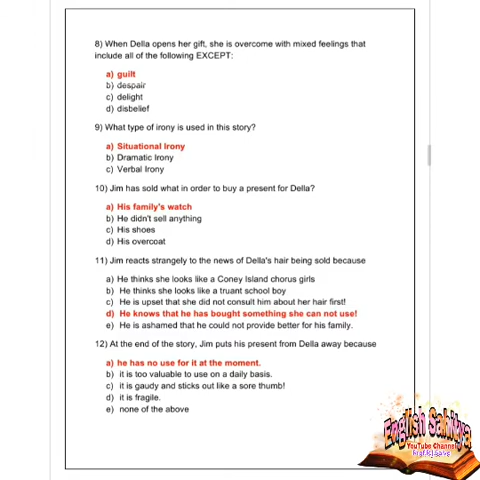 8) When Della opens her gift, she is overcome with mixed feelings that
include all of the following EXCEPT:
a) guilt
b) despair
c) delight
d) disbelief
9) What type of irony is used in this story?
a) Situational Irony
b) Dramatic Irony
c) Verbal Irony
10) Jim has sold what in order to buy a present for Della?
a) His family's watch
b) He didn't sell anything
c) His shoes
d) His overcoat
11) Jim reacts strangely to the news of Della's hair being sold because
a) He thinks she looks like a Coney Island chorus girls
b) He thinks she looks like a truant school boy
c) He is upset that she did not consult him about her hair first!
d) He knows that he has bought something she can not use!
e) He is ashamed that he could not provide better for his family.
12) At the end of the story, Jim puts his present from Della away because
a) he has no use for it at the moment.
b) it is too valuable to use on a daily basis.
c) it is gaudy and sticks out like a sore thumb!
d) it is fragile.
e) none of the above
English Sahitya
YouTube Channel